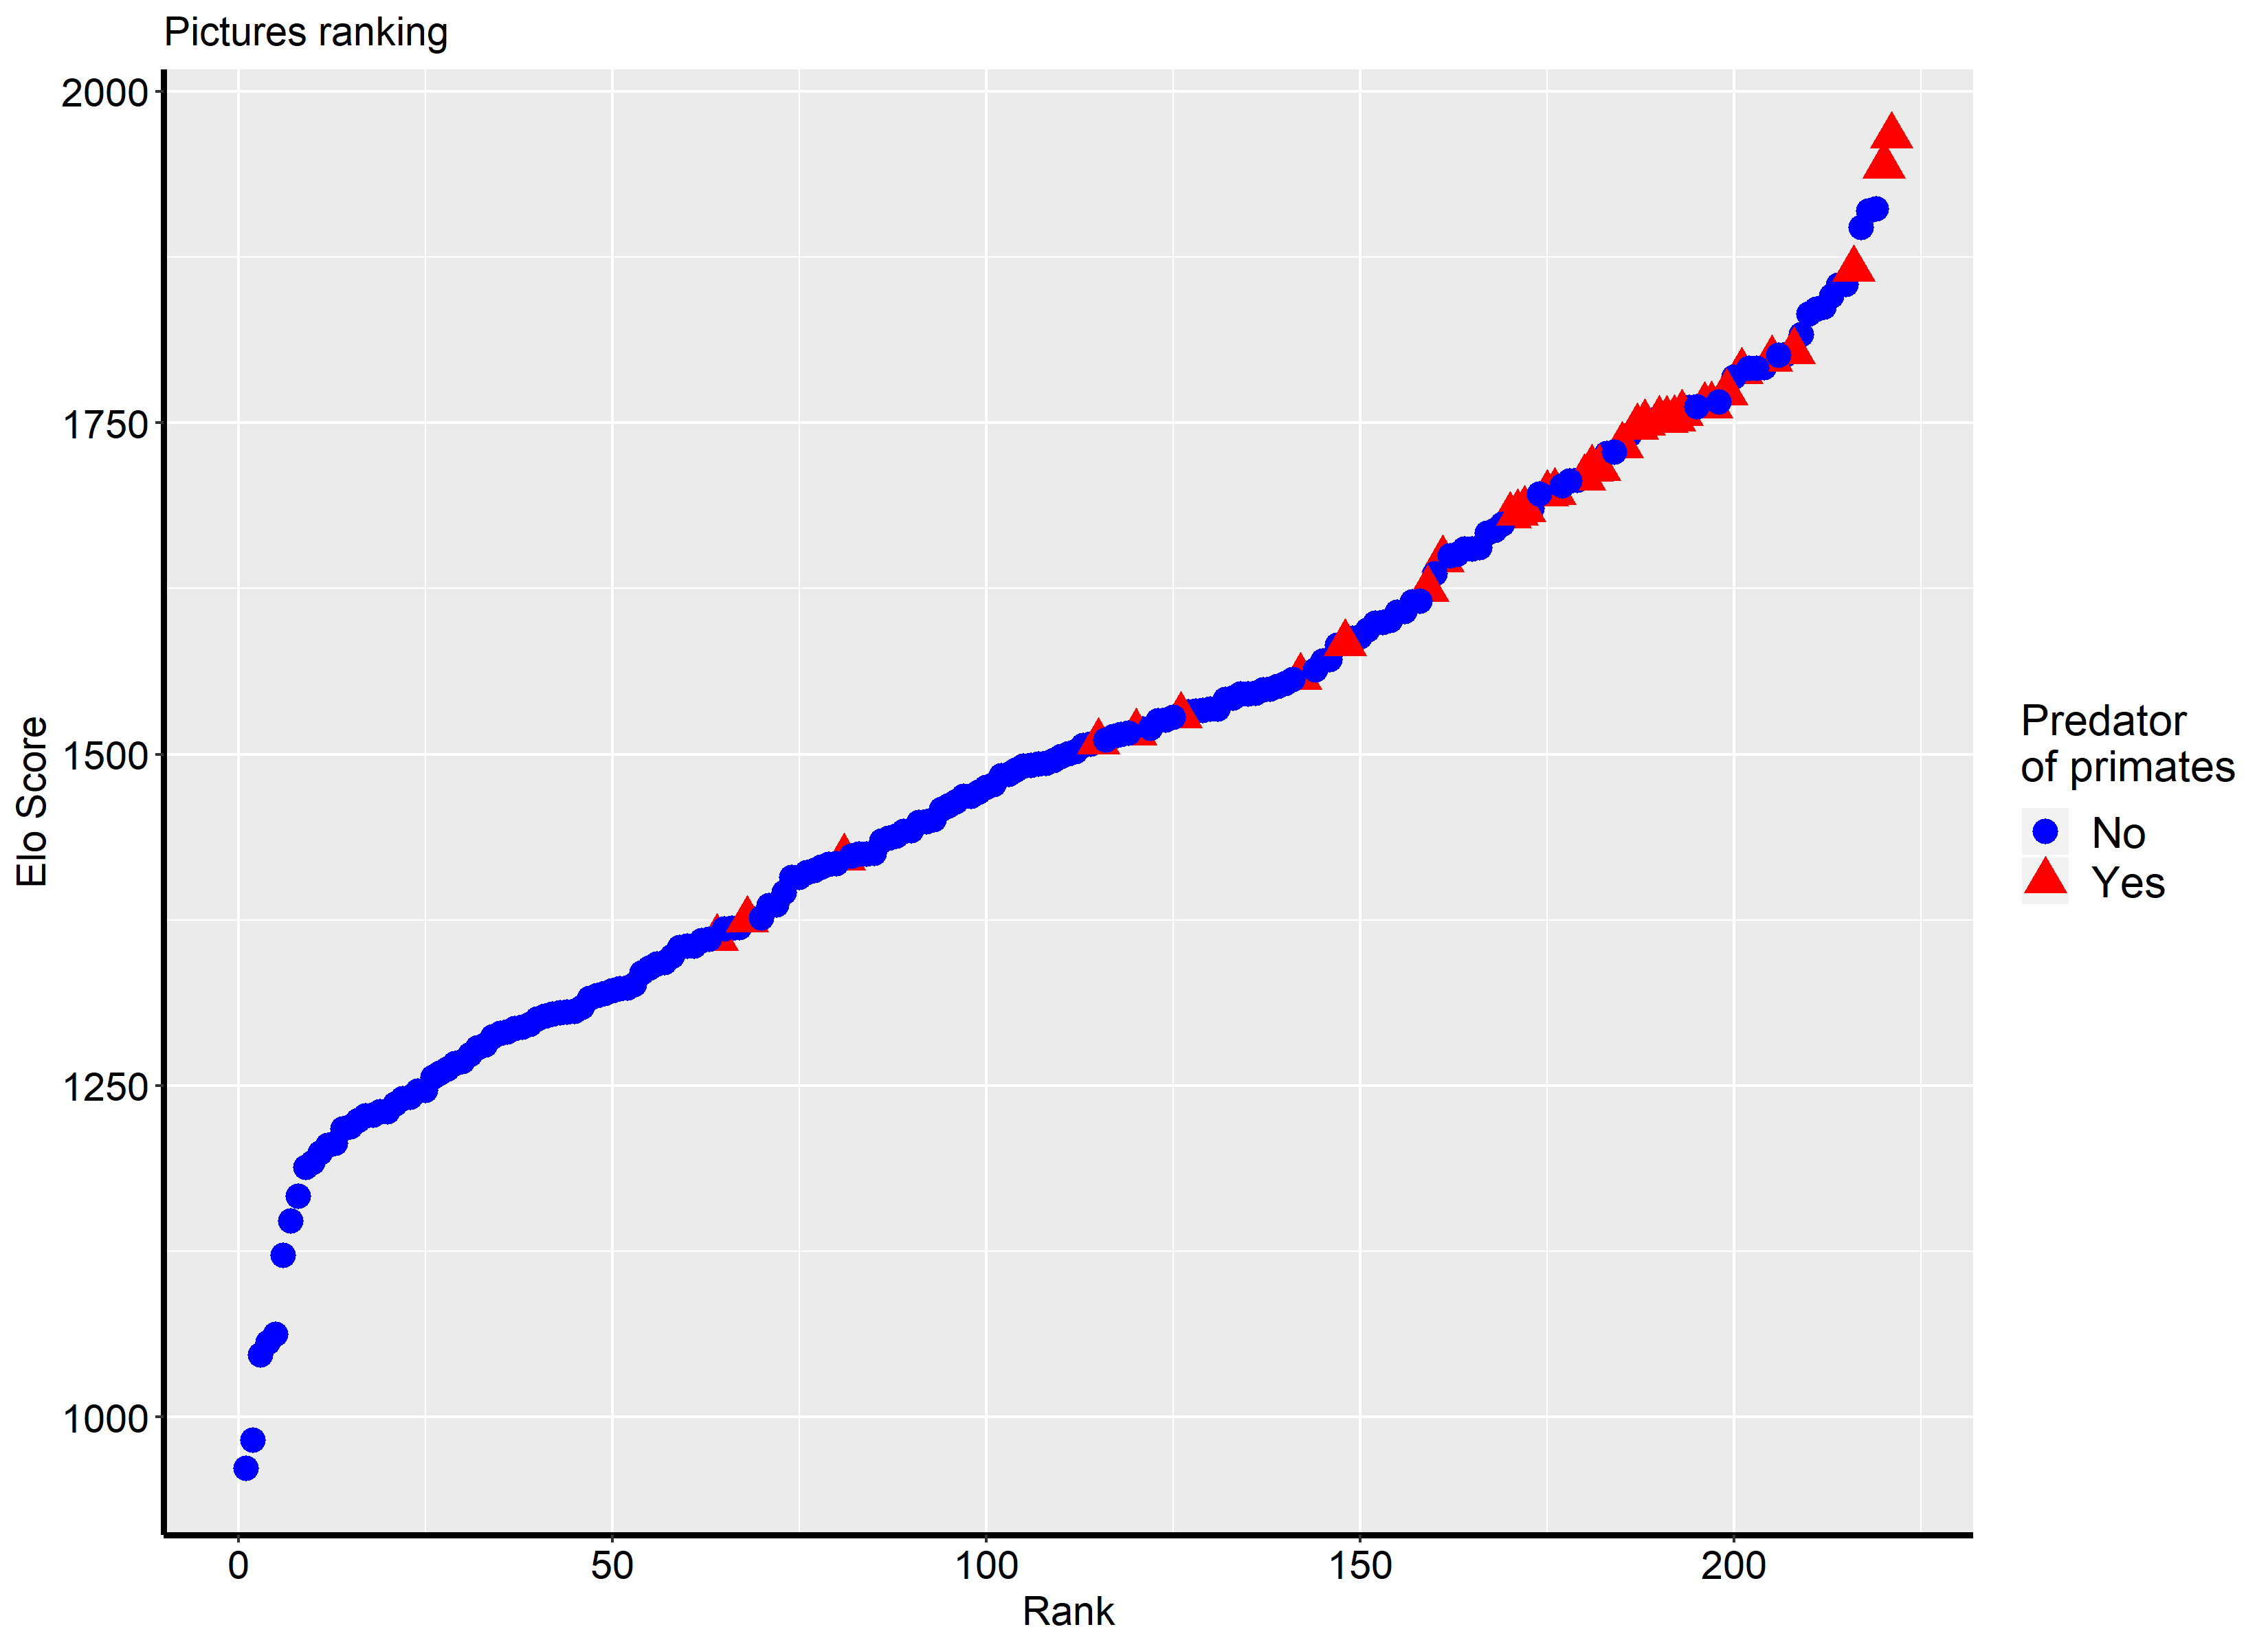 Pictures ranking
2000
1750
1500
1250
1000
Elo Score
0 50 100 150 200
Rank
Predator
of primates
No
Yes